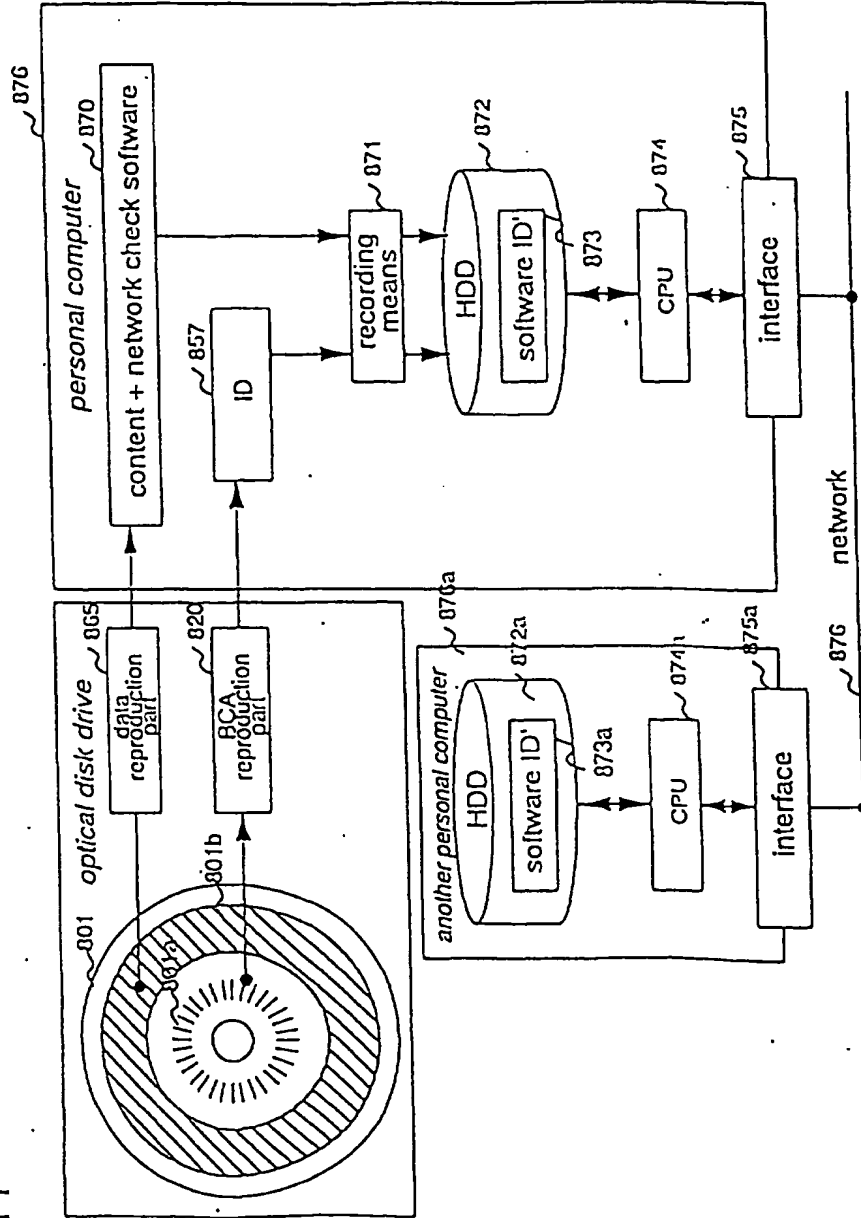 876
personal computer
870
content + network check software
857
ID
871
recording
means
872
HDD
software ID'
873
874
CPU
875
interface
optical disk drive
865
data
reproduction
part
820
BCA
reproduction
part
801
801b
801a
876a
another personal computer
872a
HDD
software ID'
873a
CPU
875a
interface
network
876